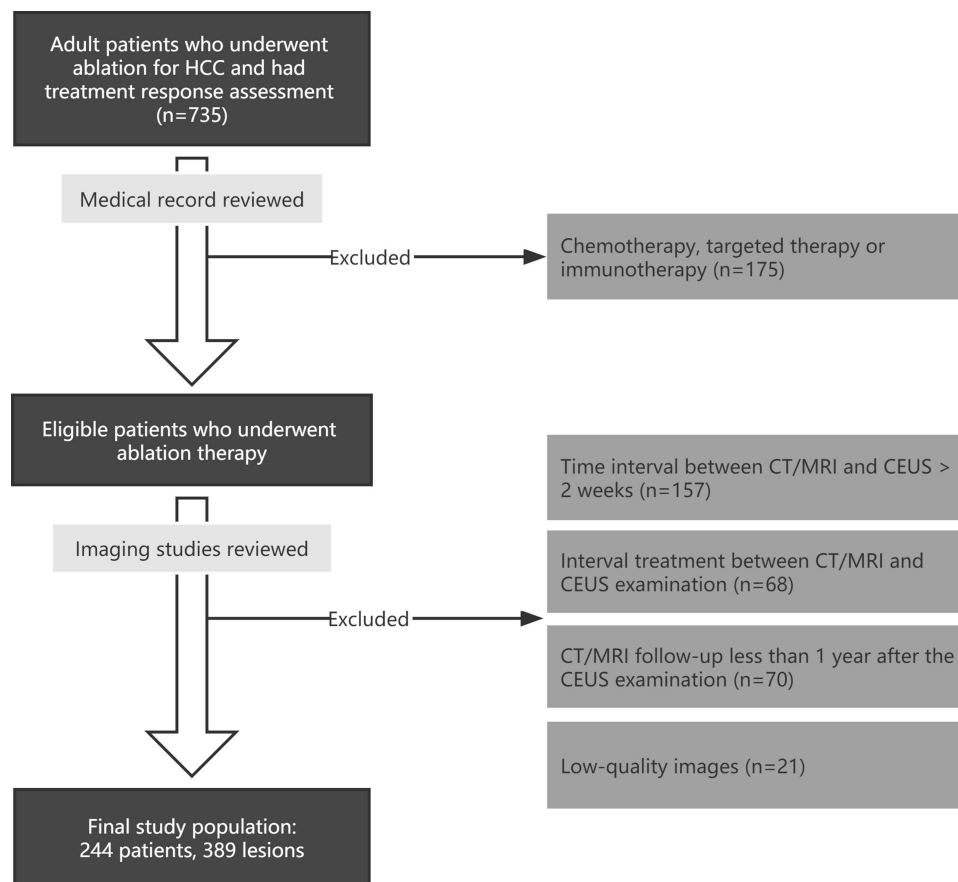 Adult patients who underwent
ablation for HCC and had
treatment response assessment
(n=735)
Medical record reviewed
Excluded
Chemotherapy, targeted therapy or
immunotherapy (n=175)
Eligible patients who underwent
ablation therapy
Imaging studies reviewed
Excluded
Time interval between CT/MRI and CEUS >
2 weeks (n=157)
Interval treatment between CT/MRI and
CEUS examination (n=68)
CT/MRI follow-up less than 1 year after the
CEUS examination (n=70)
Low-quality images (n=21)
Final study population:
244 patients, 389 lesions